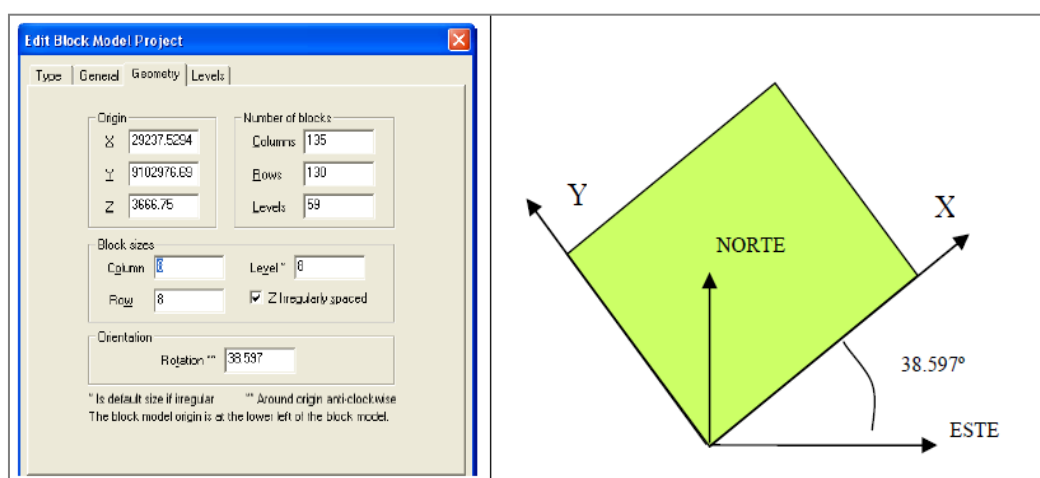 Edit Block Model Project
Type General Geometry Levels
Origin
X 29237.5294
Y 9102976.69
Z 3666.75
Number of blocks
Columns 135
Rows 130
Levels 59
Block sizes
Column 8
Level* 8
Row 8
Z Irregularly spaced
Orientation
Rotation ** 38.597
* Is default size if irregular ** Around origin anti-clockwise
The block model origin is at the lower left of the block model.
Y
X
NORTE
38.597º
ESTE